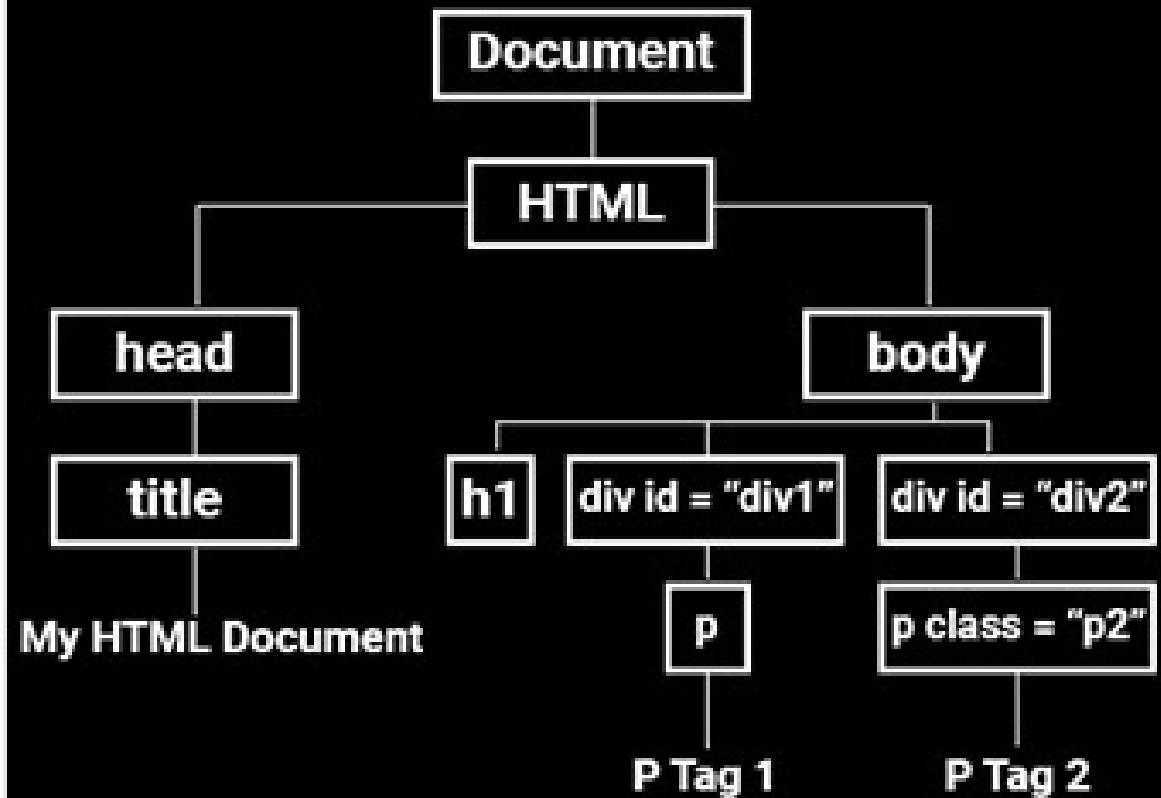 Document
HTML
head
body
title
h1
div id = “div1”
div id = “div2”
My HTML Document
p
p class = “p2”
P Tag 1
P Tag 2